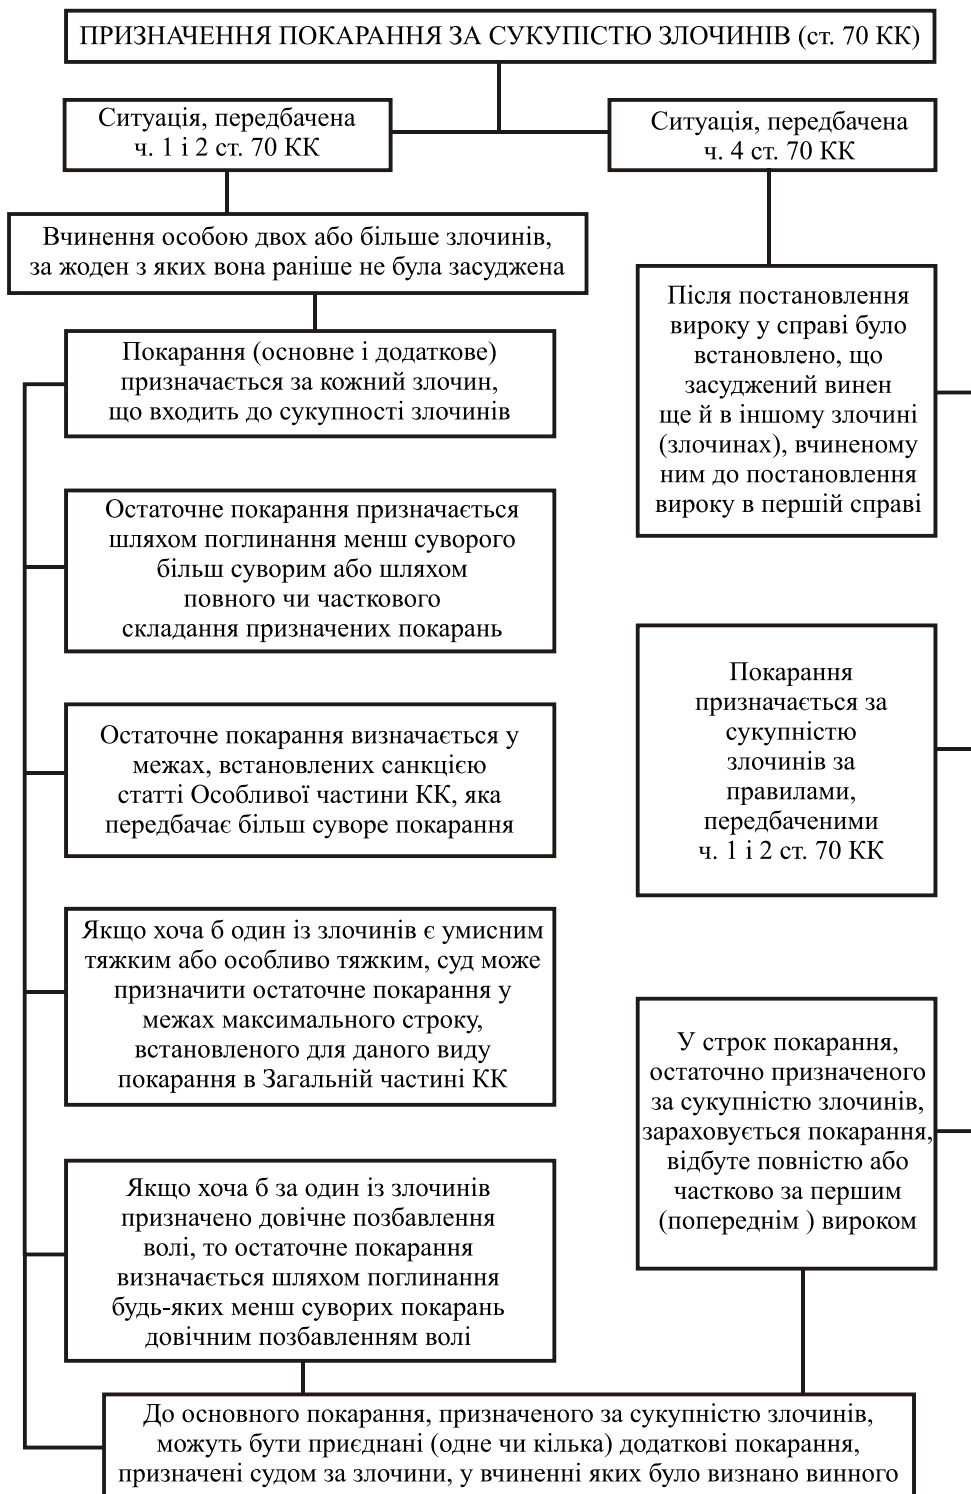 ПРИЗНАЧЕННЯ ПОКАРАННЯ ЗА СУКУПІСТЮ ЗЛОЧИНІВ (ст. 70 КК)
Ситуація, передбачена
ч. 1 і 2 ст. 70 КК
Вчинення особою двох або більше злочинів,
за жоден з яких вона раніше не була засуджена
Покарання (основне і додаткове)
призначається за кожний злочин,
що входить до сукупності злочинів
Остаточне покарання призначається
шляхом поглинання менш суворого
більш суворим або шляхом
повного чи часткового
складання призначених покарань
Остаточне покарання визначається у
межах, встановлених санкцією
статті Особливої частини КК, яка
передбачає більш суворе покарання
Якщо хоча б один із злочинів є умисним
тяжким або особливо тяжким, суд може
призначити остаточне покарання у
межах максимального строку,
встановленого для даного виду
покарання в Загальній частині КК
Якщо хоча б за один із злочинів
призначено довічне позбавлення
волі, то остаточне покарання
визначається шляхом поглинання
будь-яких менш суворих покарань
довічним позбавленням волі
Ситуація, передбачена
ч. 4 ст. 70 КК
Після постановлення
вироку у справі було
встановлено, що
засуджений винен
ще й в іншому злочині
(злочинах), вчиненому
ним до постановлення
вироку в першій справі
Покарання
призначається за
сукупністю
злочинів за
правилами,
передбаченими
ч. 1 і 2 ст. 70 КК
У строк покарання,
остаточно призначеного
за сукупністю злочинів,
зараховується покарання,
відбуте повністю або
частково за першим
(попереднім ) вироком
До основного покарання, призначеного за сукупністю злочинів,
можуть бути приєднані (одне чи кілька) додаткові покарання,
призначені судом за злочини, у вчиненні яких було визнано винного